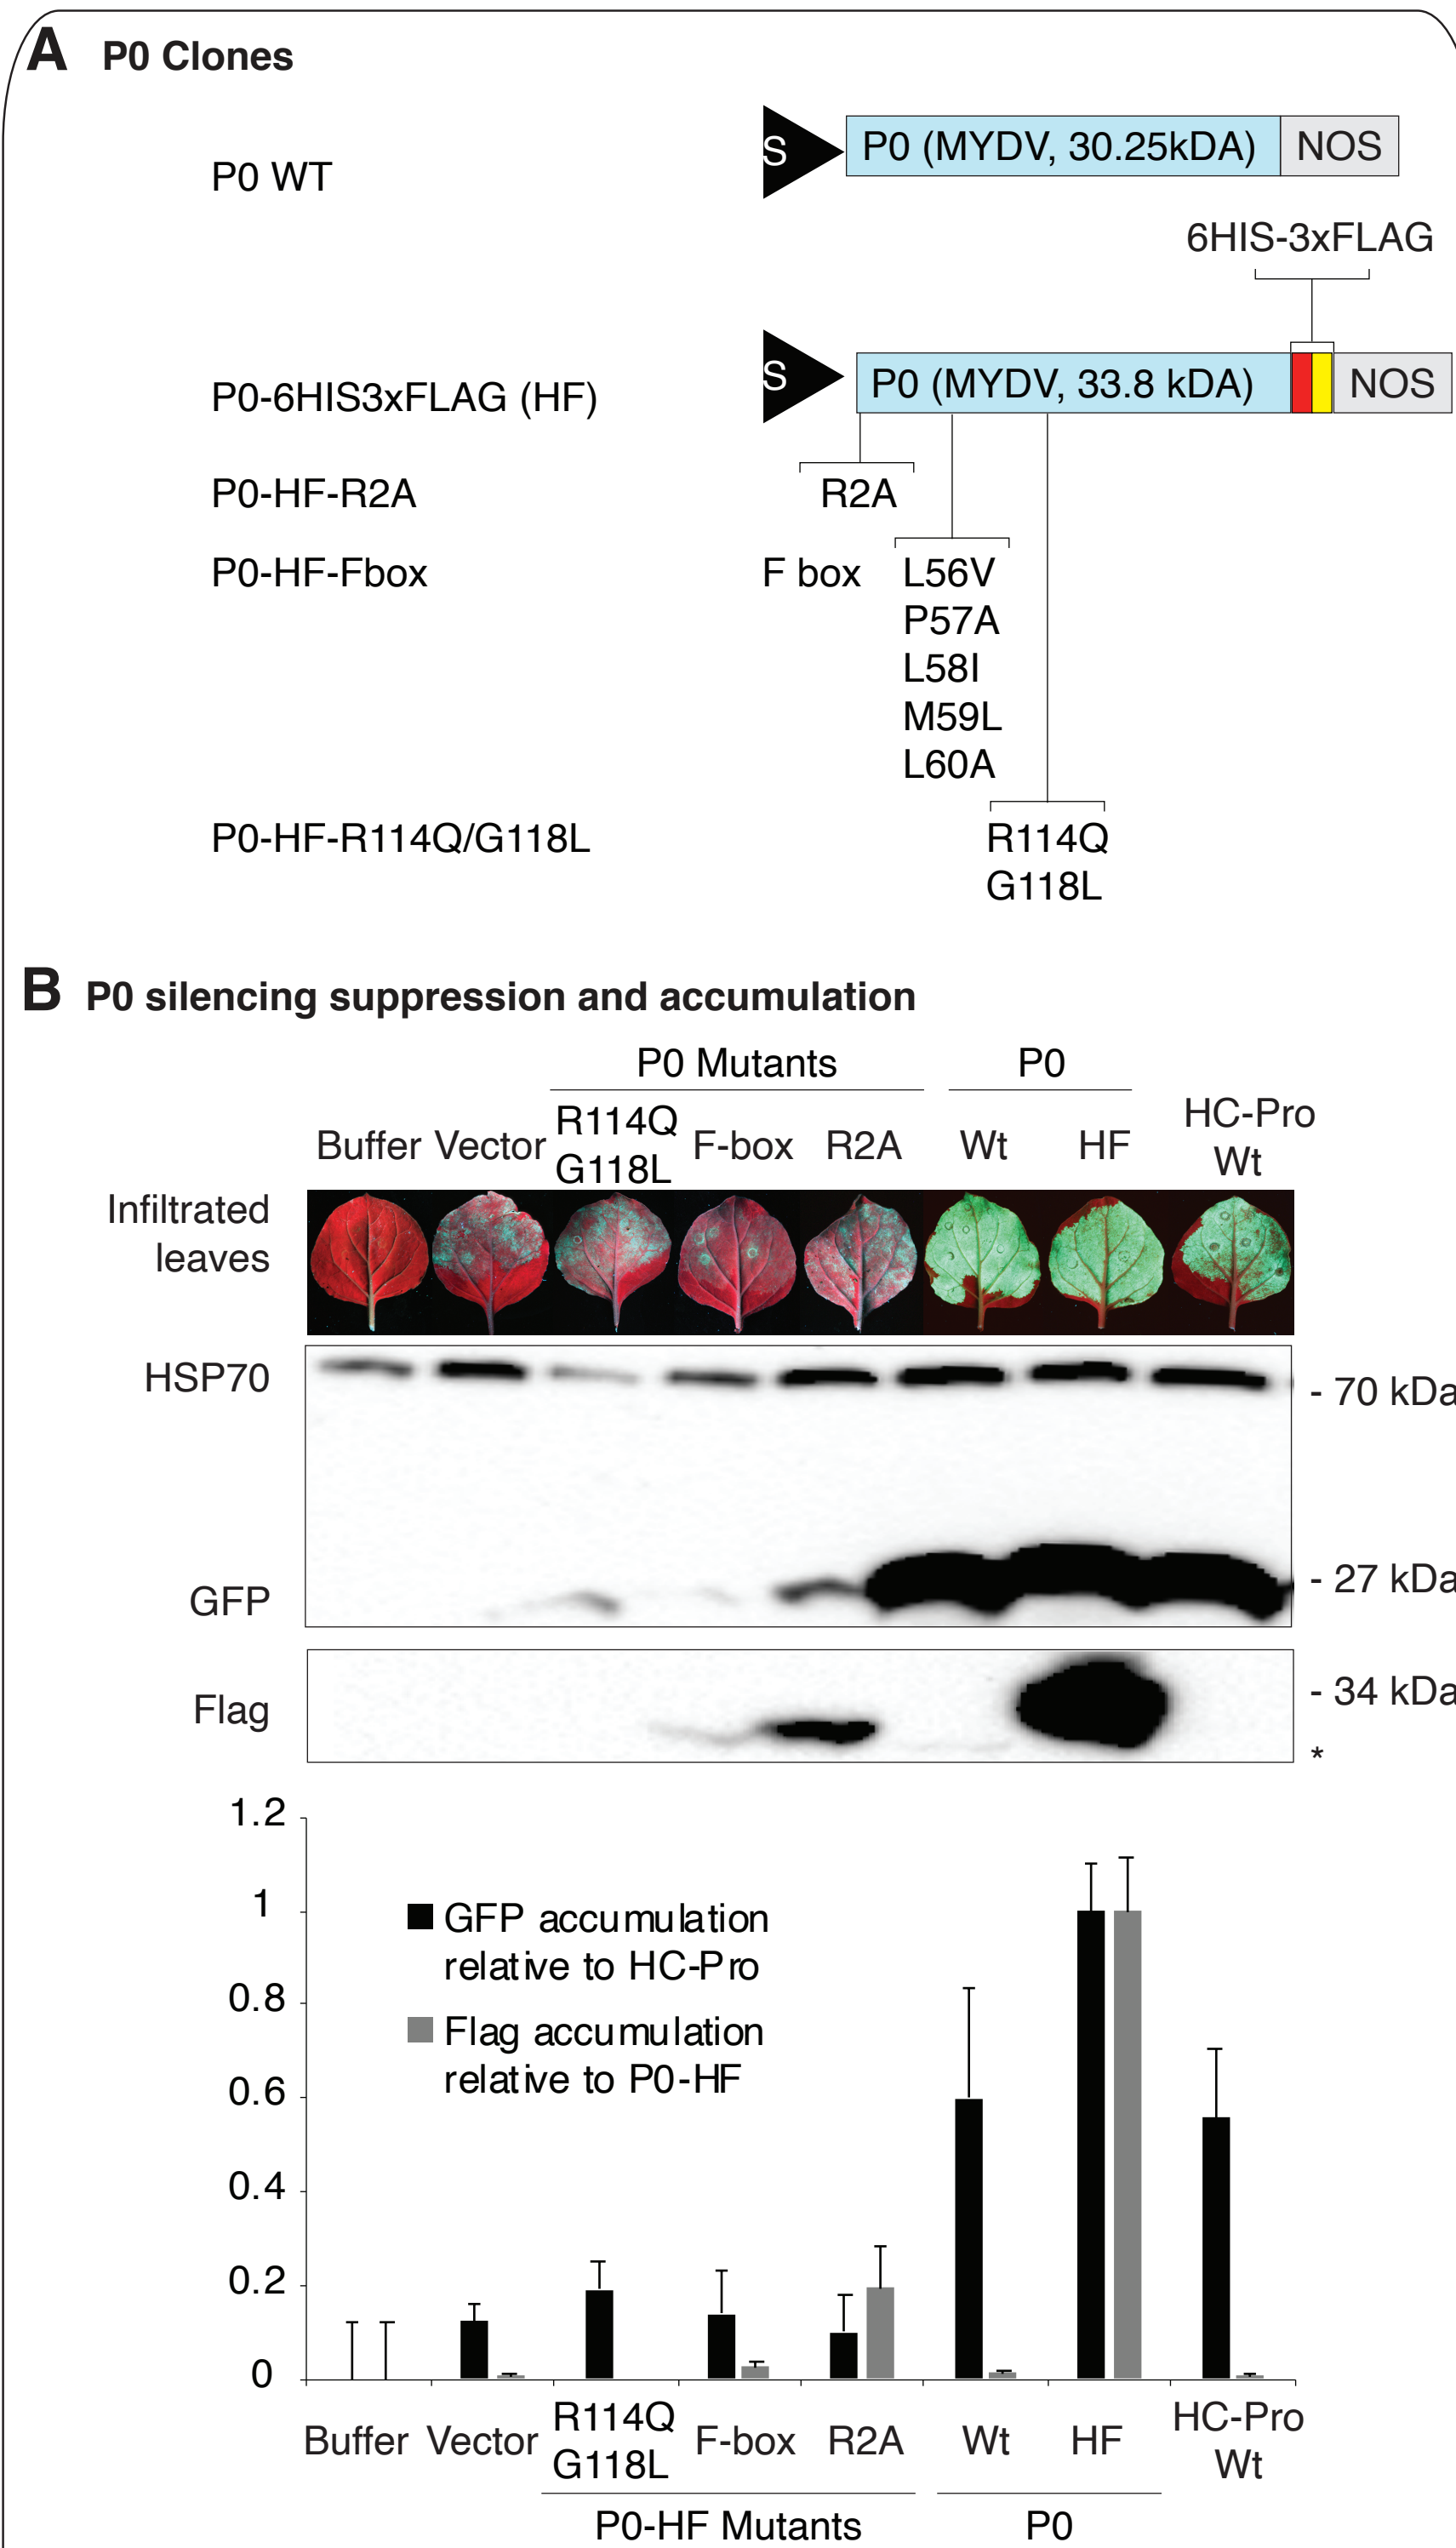 A P0 Clones
P0 WT
S
P0 (MYDV, 30.25kDA)
NOS
6HIS-3xFLAG
P0-6HIS3xFLAG (HF)
S
P0 (MYDV, 33.8 kDA)
NOS
P0-HF-R2A
R2A
P0-HF-Fbox
F box
L56V
P57A
L58I
M59L
L60A
P0-HF-R114Q/G118L
R114Q
G118L
B P0 silencing suppression and accumulation
P0 Mutants
P0
Buffer
Vector
R114Q
G118L
F-box
R2A
Wt
HF
HC-Pro
Wt
Infiltrated
leaves
HSP70
- 70 kDa
GFP
- 27 kDa
Flag
- 34 kDa
*
1.2
1
0.8
0.6
0.4
0.2
0
GFP accumulation
relative to HC-Pro
Flag accumulation
relative to P0-HF
Buffer
Vector
R114Q
G118L
F-box
R2A
Wt
HF
HC-Pro
Wt
P0-HF Mutants
P0